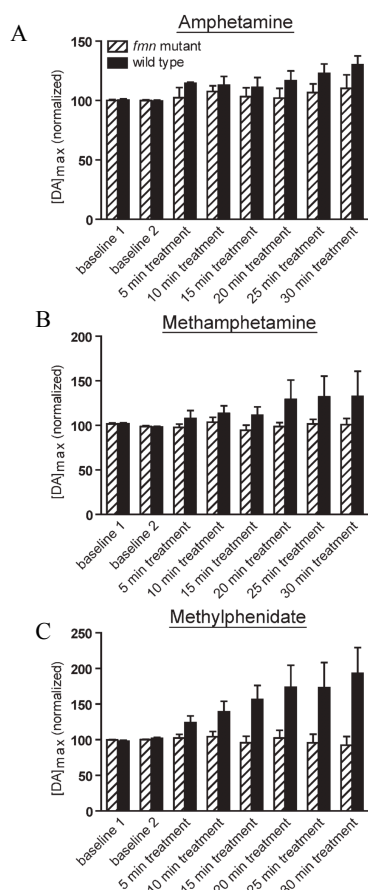 A
Amphetamine
fmn mutant
wild type
[DA]max (normalized)
150
100
50
0
baseline 1
baseline 2
5 min treatment
10 min treatment
15 min treatment
20 min treatment
25 min treatment
30 min treatment
B
Methamphetamine
[DA]max (normalized)
200
150
100
50
0
baseline 1
baseline 2
5 min treatment
10 min treatment
15 min treatment
20 min treatment
25 min treatment
30 min treatment
C
Methylphenidate
[DA]max (normalized)
250
200
150
100
50
0
baseline 1
baseline 2
5 min treatment
10 min treatment
15 min treatment
20 min treatment
25 min treatment
30 min treatment